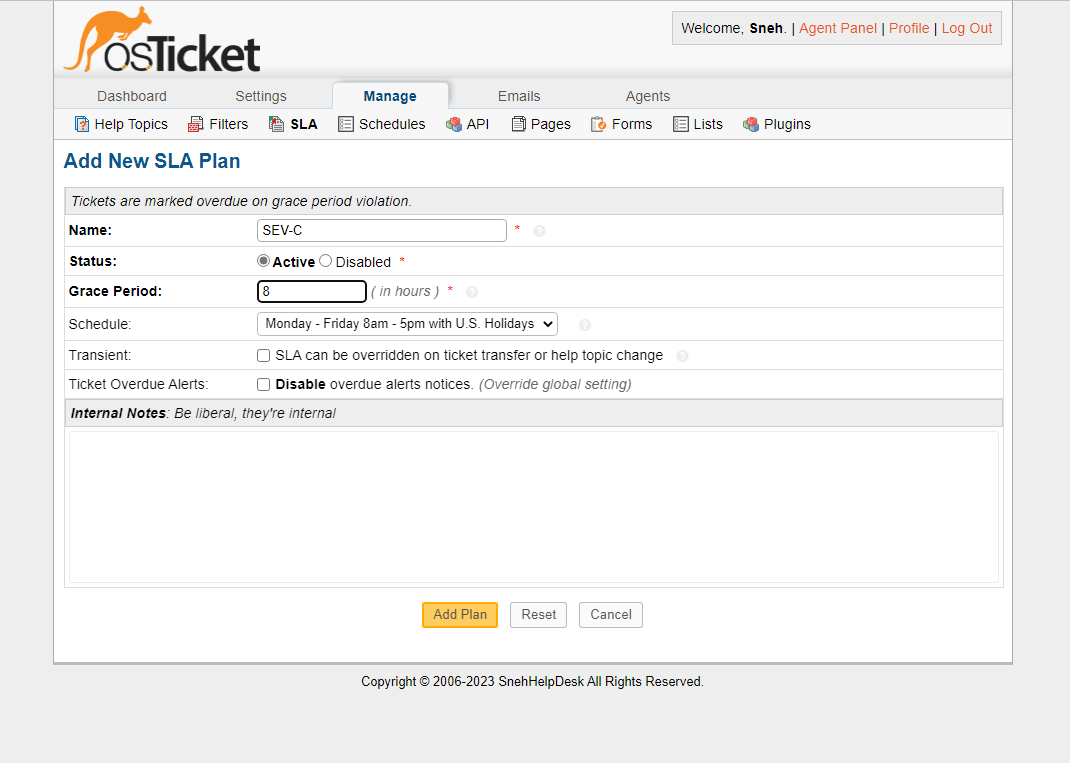 osTicket
Welcome, Sneh. | Agent Panel | Profile | Log Out
Dashboard Settings Manage Emails Agents
Help Topics Filters SLA Schedules API Pages Forms Lists Plugins
Add New SLA Plan
Tickets are marked overdue on grace period violation.
Name: SEV-C * ?
Status: Active Disabled *
Grace Period: 8 ( in hours ) * ?
Schedule: Monday - Friday 8am - 5pm with U.S. Holidays ?
Transient: SLA can be overridden on ticket transfer or help topic change ?
Ticket Overdue Alerts: Disable overdue alerts notices. (Override global setting)
Internal Notes: Be liberal, they're internal
Add Plan Reset Cancel
Copyright © 2006-2023 SnehHelpDesk All Rights Reserved.